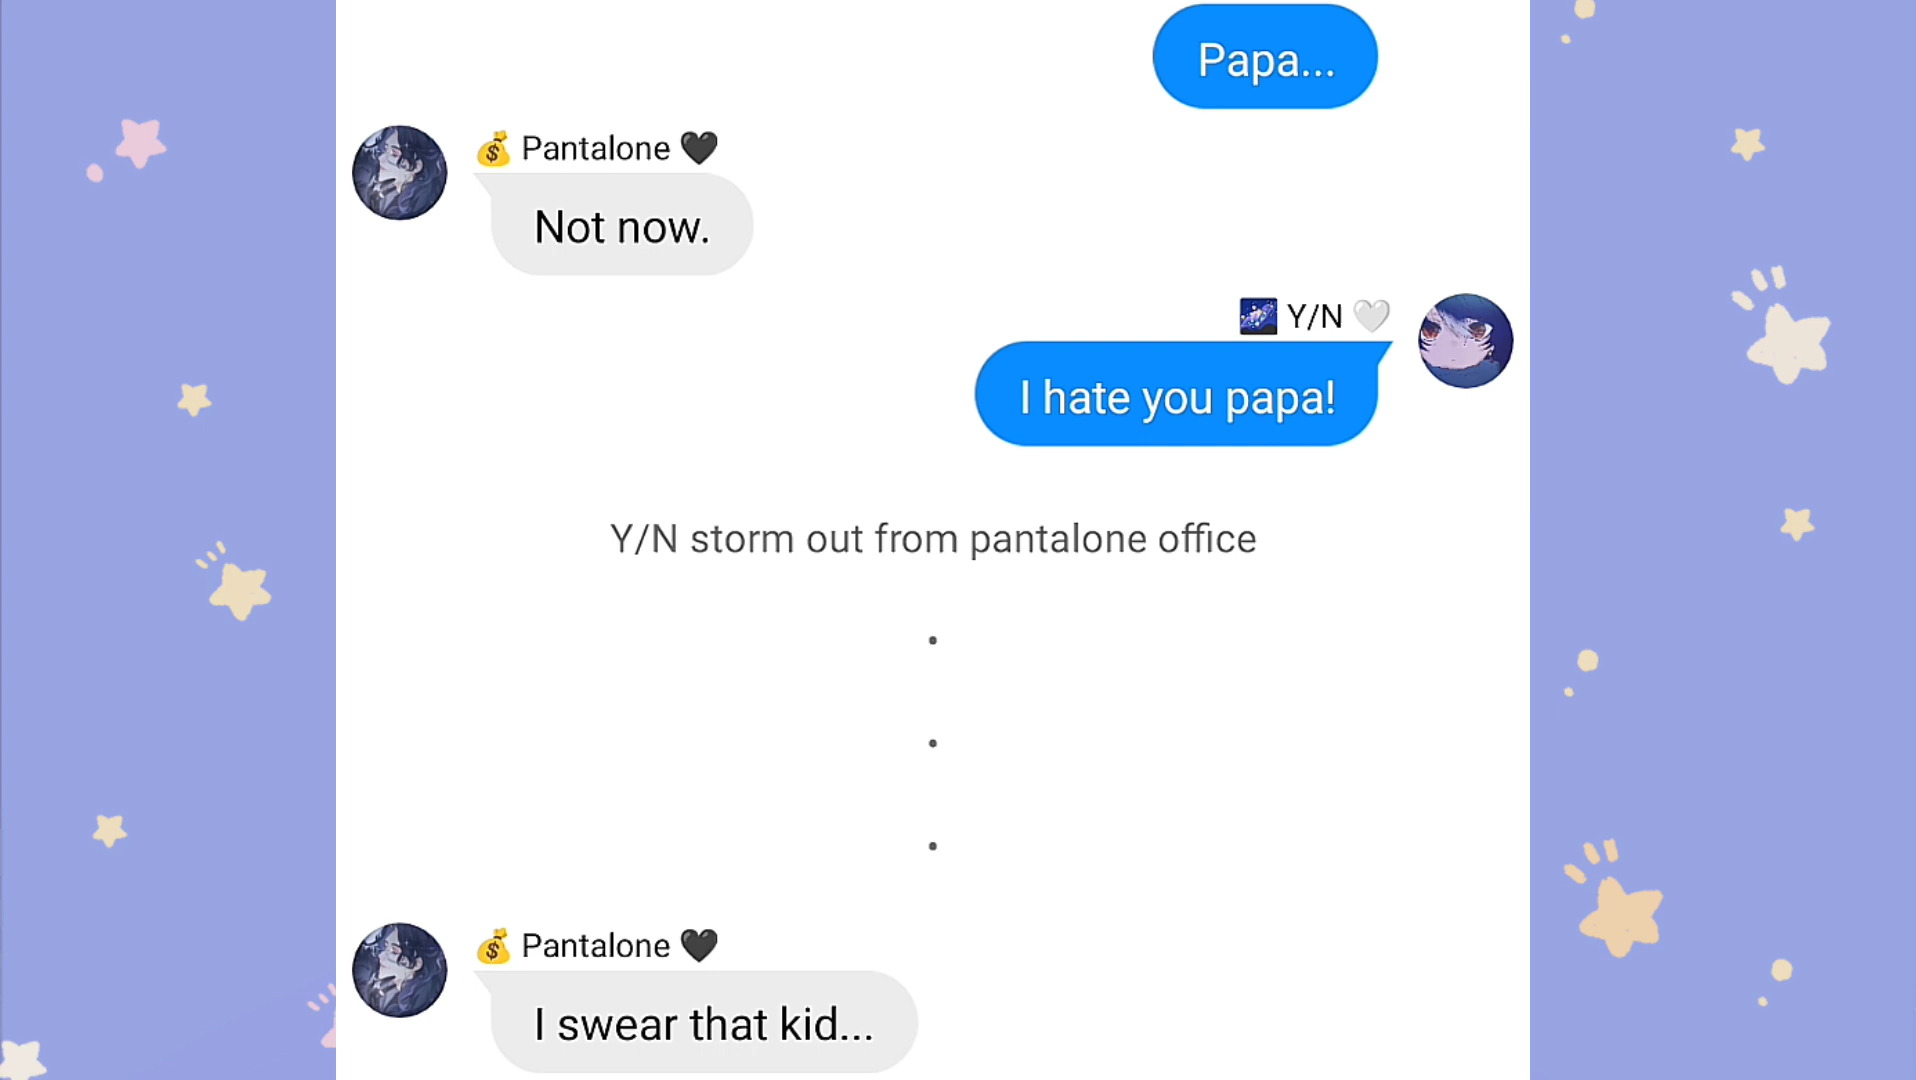 Papa...
💰 Pantalone 🖤
Not now.
🌌 Y/N 🤍
I hate you papa!
Y/N storm out from pantalone office
.
.
.
💰 Pantalone 🖤
I swear that kid...